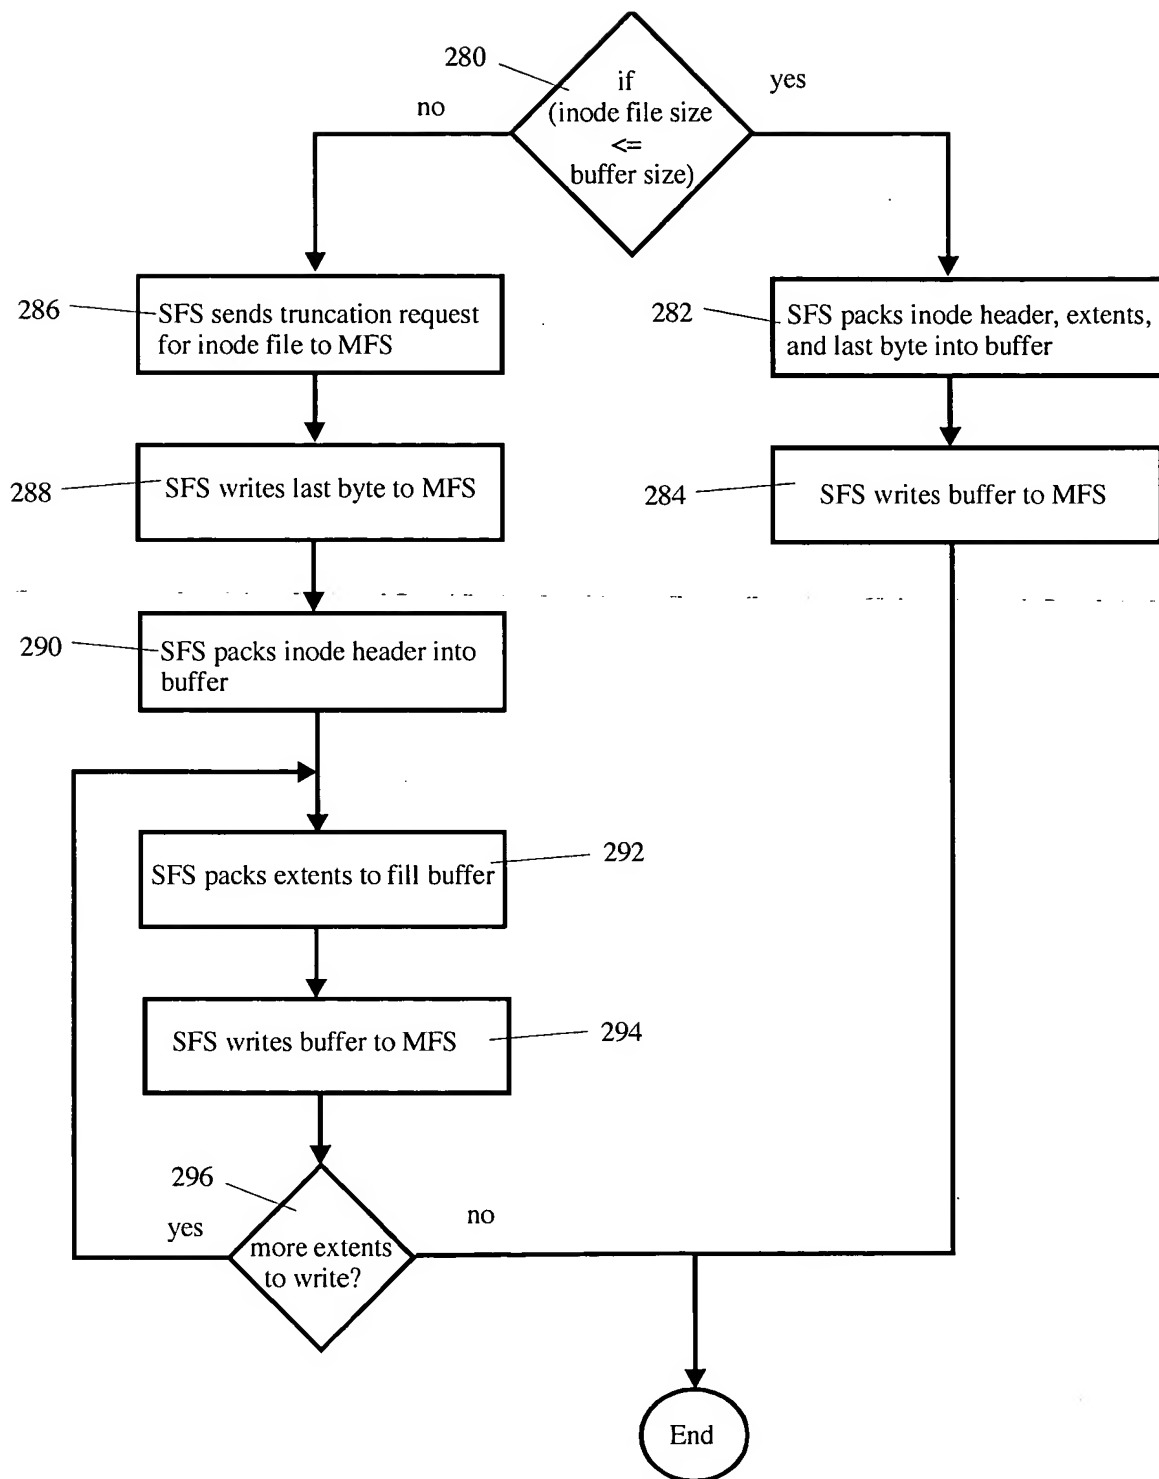 280
if
(inode file size
<=
buffer size)
no
yes
286
SFS sends truncation request
for inode file to MFS
282
SFS packs inode header, extents,
and last byte into buffer
288
SFS writes last byte to MFS
284
SFS writes buffer to MFS
290
SFS packs inode header into
buffer
292
SFS packs extents to fill buffer
SFS writes buffer to MFS
294
296
yes
no
more extents
to write?
End